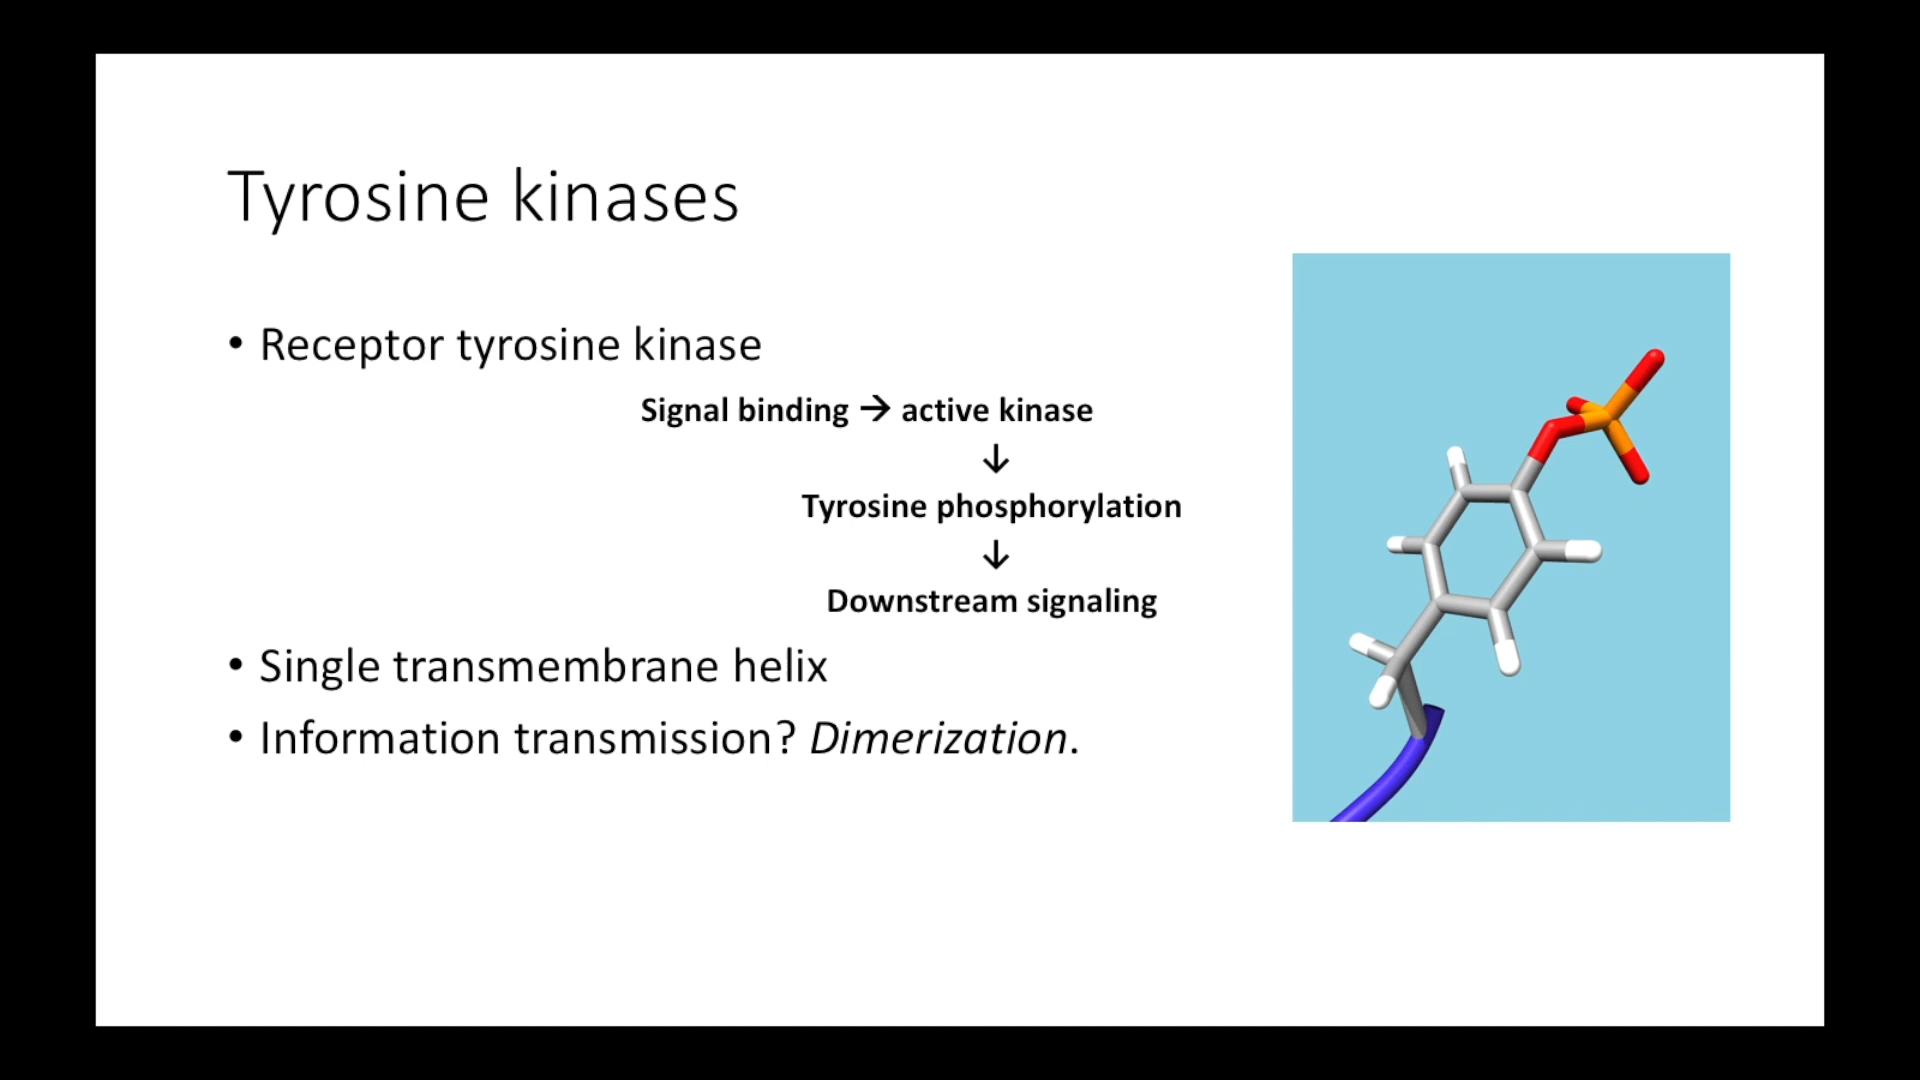 Tyrosine kinases
• Receptor tyrosine kinase
Signal binding → active kinase
↓
Tyrosine phosphorylation
↓
Downstream signaling
• Single transmembrane helix
• Information transmission? Dimerization.